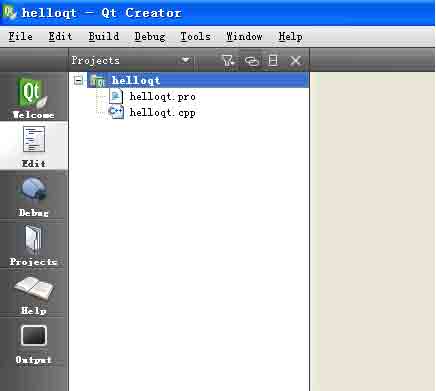 helloqt - Qt Creator
File Edit Build Debug Tools Window Help
Projects
helloqt
helloqt.pro
helloqt.cpp
Qt
Welcome
Edit
Debug
Projects
Help
Output